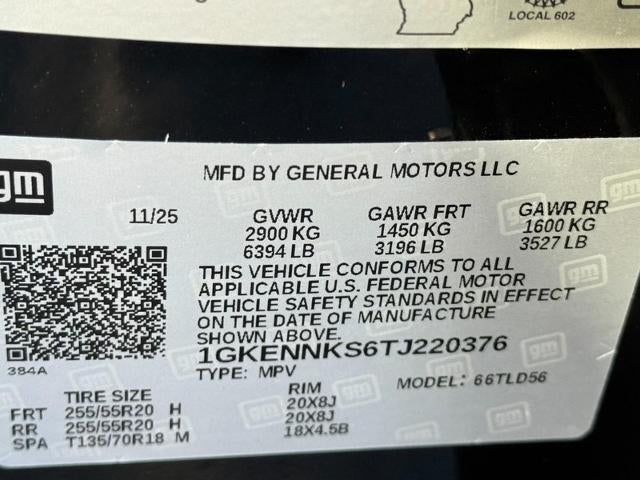 LOCAL 602
gm
MFD BY GENERAL MOTORS LLC
11/25 GVWR GAWR FRT GAWR RR
2900 KG 1450 KG 1600 KG
6394 LB 3196 LB 3527 LB
THIS VEHICLE CONFORMS TO ALL
APPLICABLE U.S. FEDERAL MOTOR
VEHICLE SAFETY STANDARDS IN EFFECT
ON THE DATE OF MANUFACTURE
SHOWN ABOVE.
1GKENNKS6TJ220376
384A
TYPE: MPV MODEL: 66TLD56
TIRE SIZE RIM
FRT 255/55R20 H 20X8J
RR 255/55R20 H 20X8J
SPA T135/70R18 M 18X4.5B